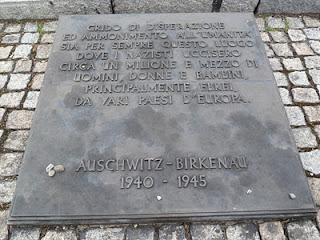 GRIDO DI DISPERAZIONE
ED AMMONIMENTO ALL'UMANITÀ
SIA PER SEMPRE QUESTO LUOGO
DOVE I NAZISTI UCCISERO
CIRCA UN MILIONE E MEZZO DI
UOMINI, DONNE E BAMBINI,
PRINCIPALMENTE EBREI,
DA VARI PAESI D'EUROPA.
AUSCHWITZ-BIRKENAU
1940 - 1945